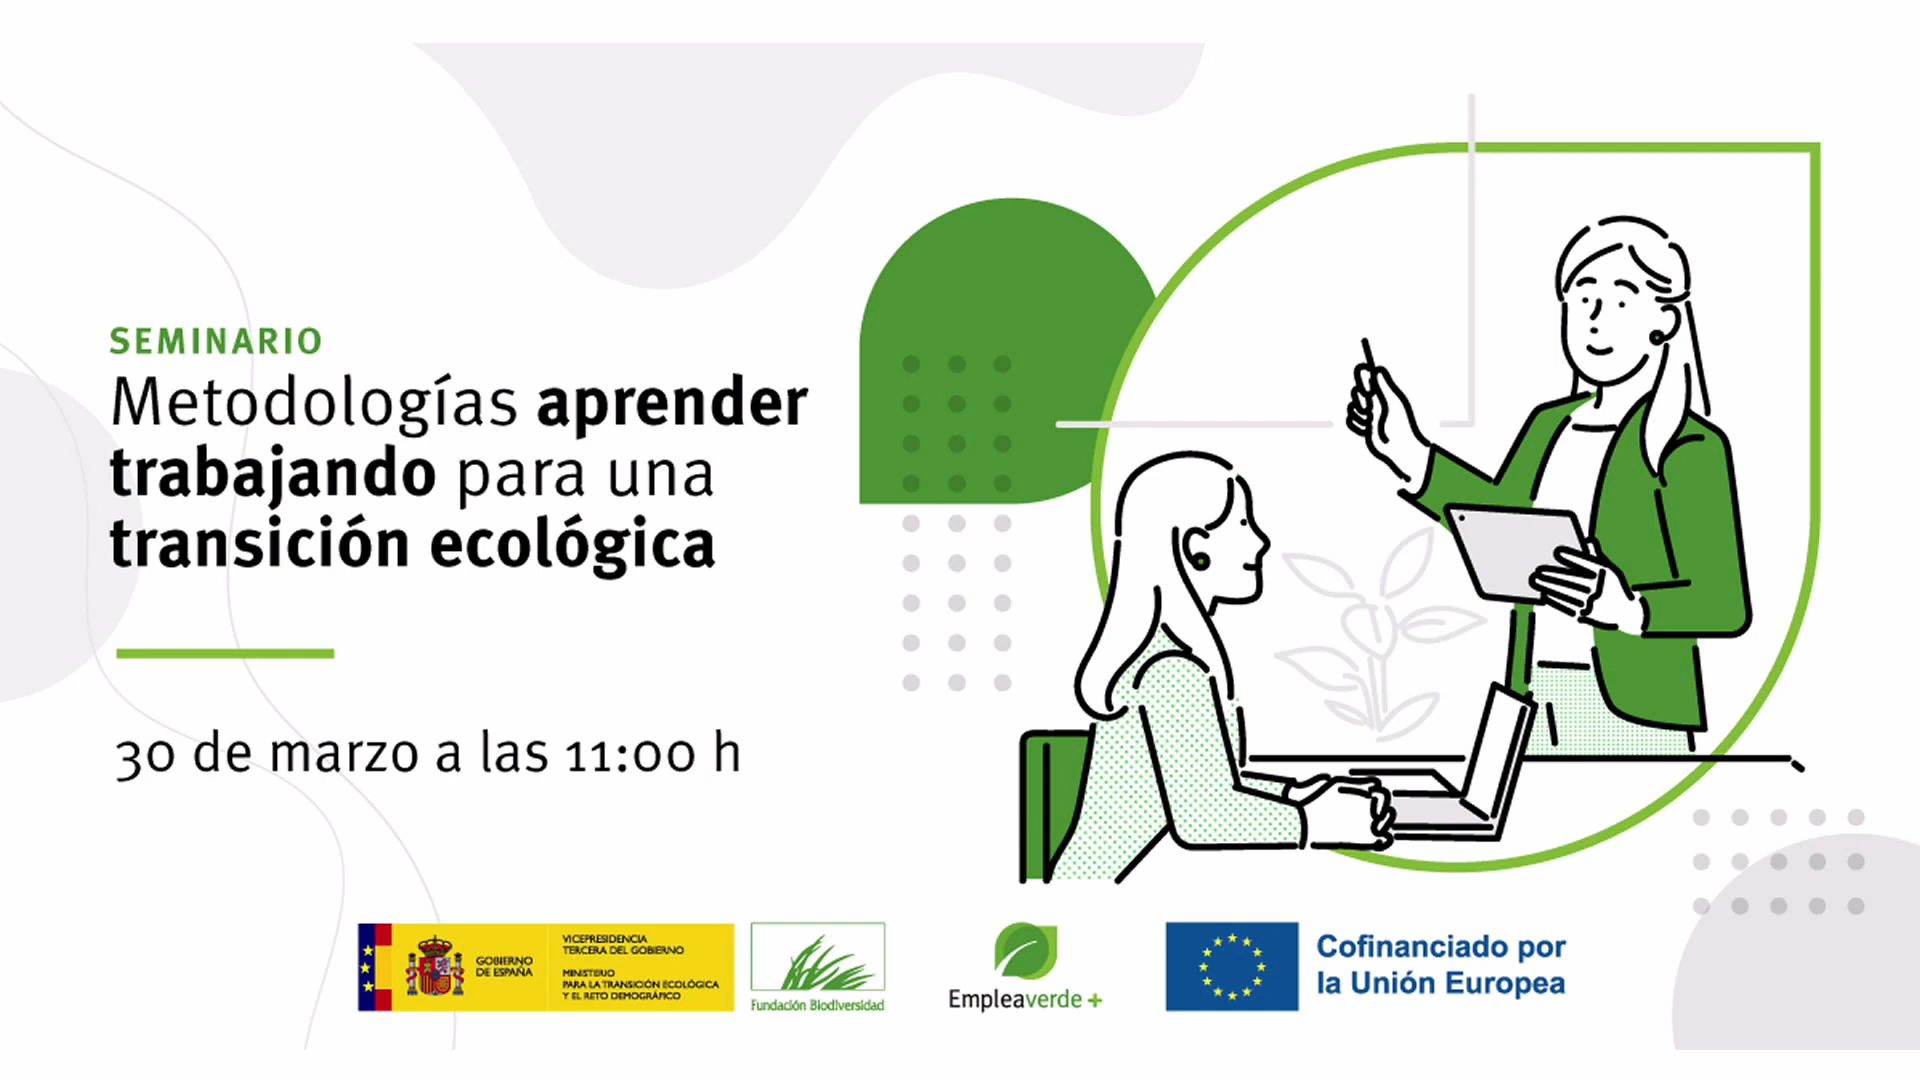 SEMINARIO
Metodologías aprender
trabajando para una
transición ecológica
30 de marzo a las 11:00 h
GOBIERNO
DE ESPAÑA
VICEPRESIDENCIA
TERCERA DEL GOBIERNO
MINISTERIO
PARA LA TRANSICIÓN ECOLÓGICA
Y EL RETO DEMOGRÁFICO
Fundación Biodiversidad
Empleaverde +
Cofinanciado por
la Unión Europea